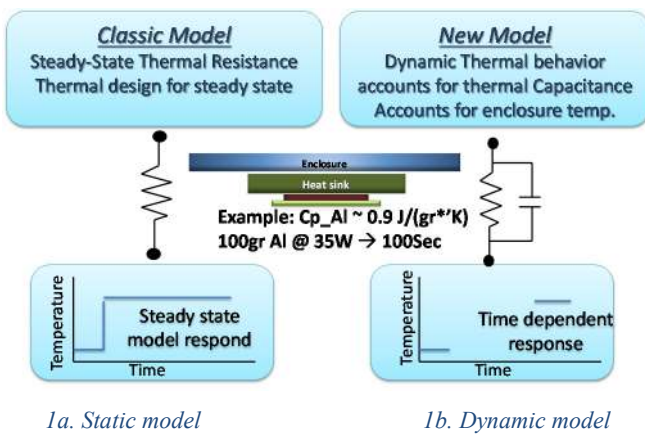 Classic Model
Steady-State Thermal Resistance
Thermal design for steady state
New Model
Dynamic Thermal behavior
accounts for thermal Capacitance
Accounts for enclosure temp.
Enclosure
Heat sink
Example: Cp_Al ~ 0.9 J/(gr*'K)
100gr Al @ 35W → 100Sec
Temperature
Steady state
model respond
Time
Temperature
Time dependent
response
Time
1a. Static model
1b. Dynamic model